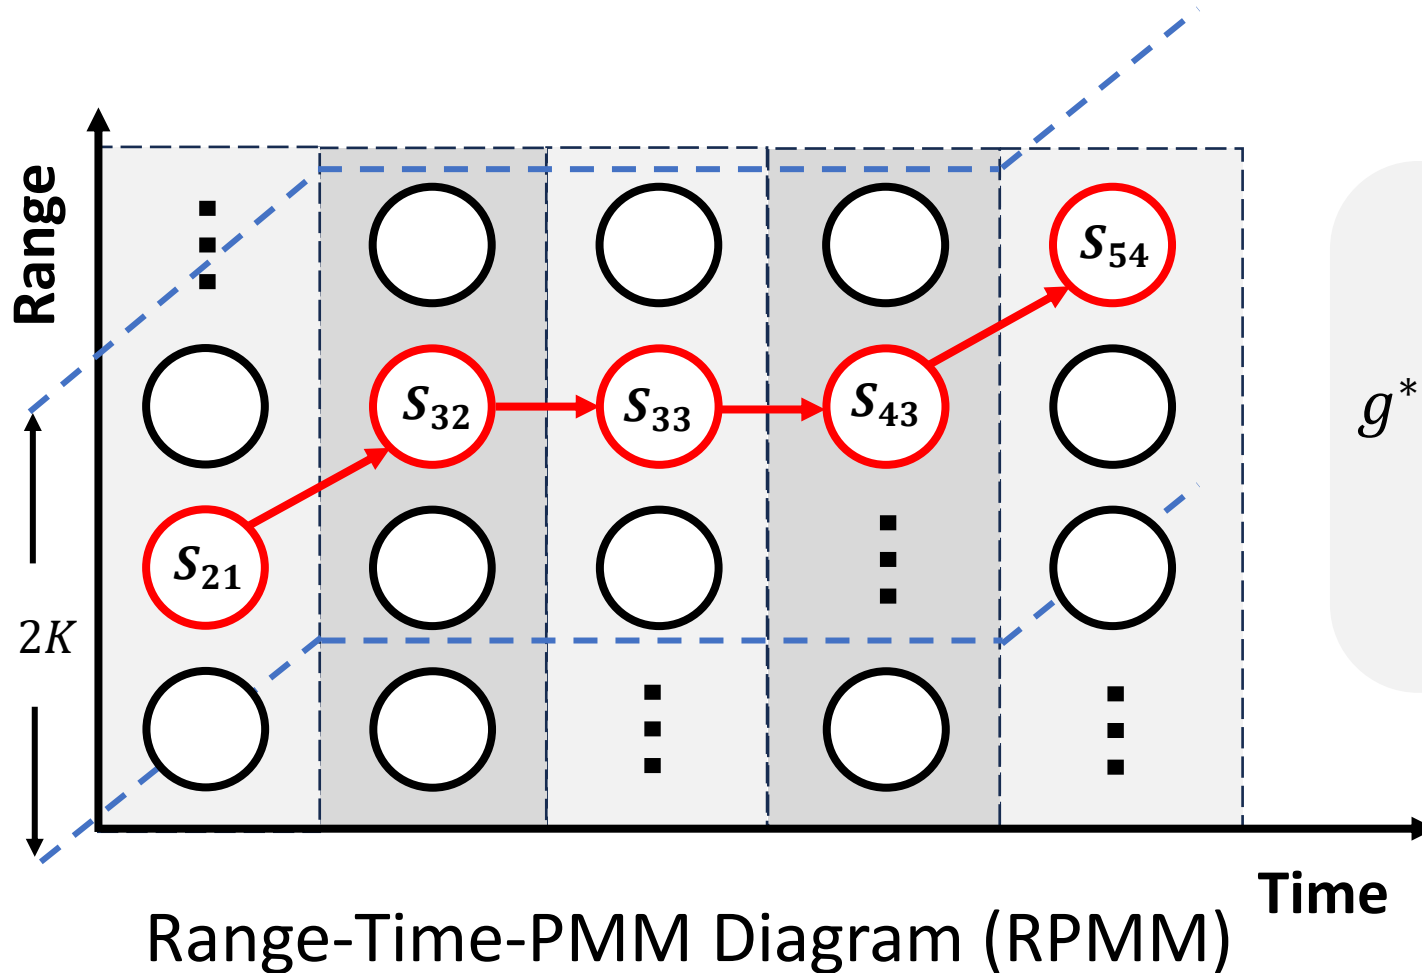 Range
S₅₄
S₃₂
S₃₃
S₄₃
g*
S₂₁
2K
Time
Range-Time-PMM Diagram (RPMM)